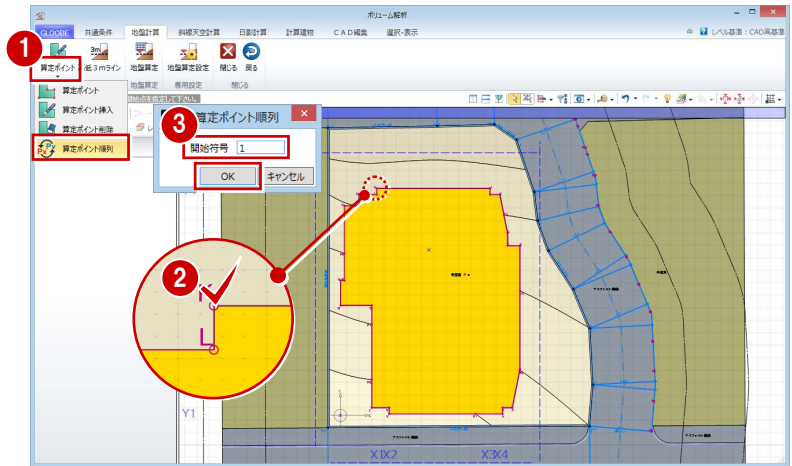 ボリューム解析
GLOOBE 共通条件 地盤計算 斜線天空計算 日影計算 計算建物 CAD編集 選択・表示 レベル基準：CAD高基準
1
算定ポイント 3mライン 地盤算定 地盤算定設定 閉じる 戻る
地盤算定 専用設定 閉じる
算定ポイント
算定ポイント挿入
算定ポイント削除
算定ポイント順列
3
算定ポイント順列
開始符号 1
OK キャンセル
2
K
L
Y1
X1X2 X3X4